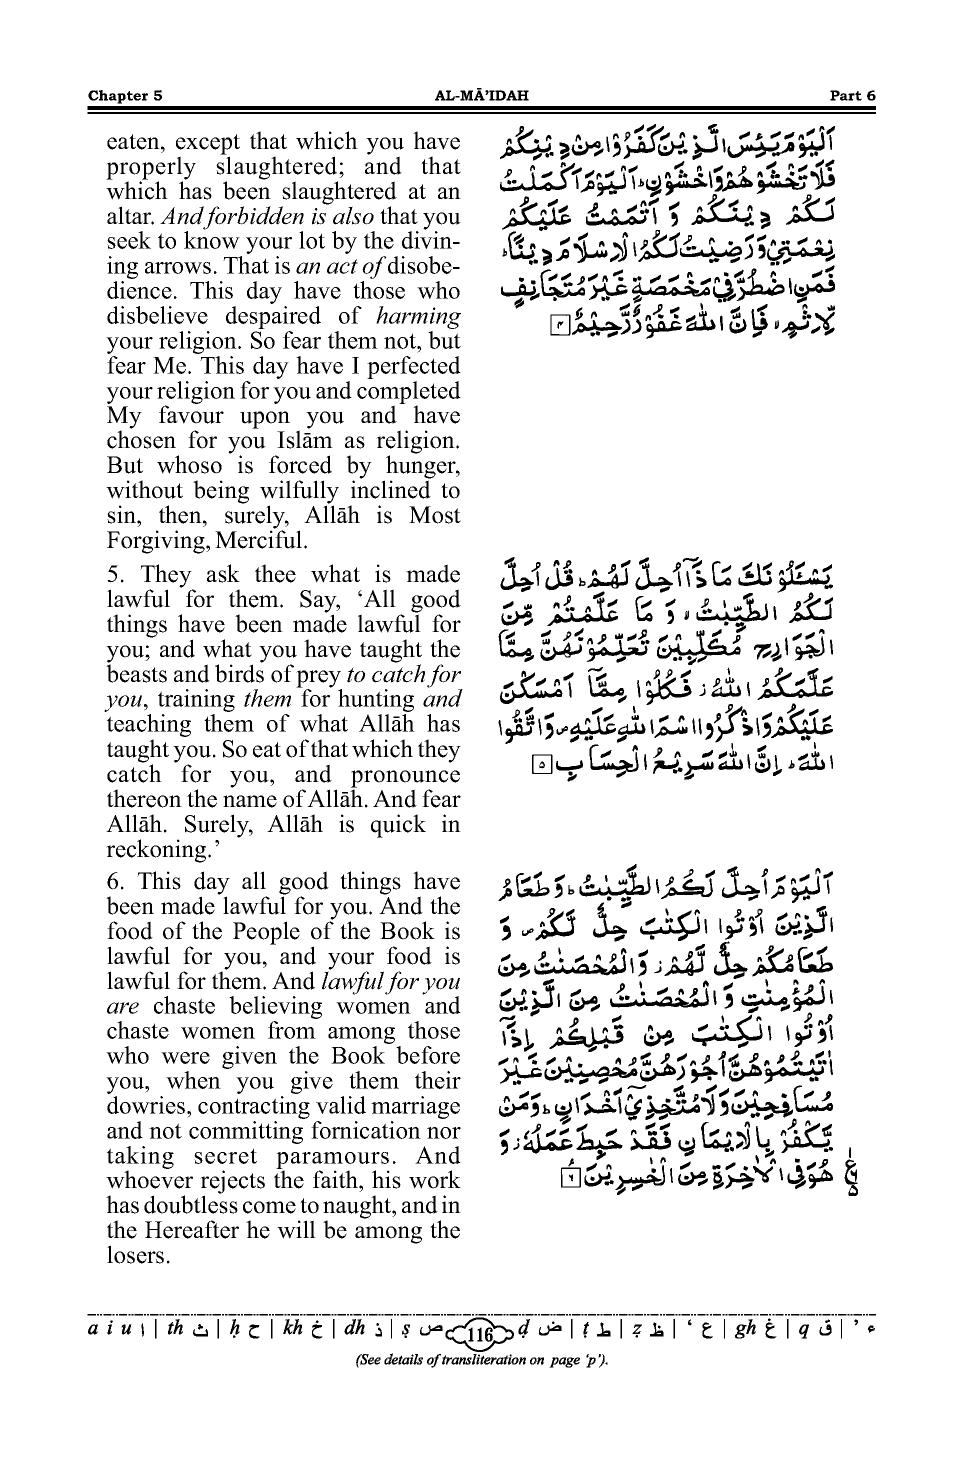 Chapter 5 AL-MĀ’IDAH Part 6
eaten, except that which you have
properly slaughtered; and that
which has been slaughtered at an
altar. And forbidden is also that you
seek to know your lot by the divin-
ing arrows. That is an act of disobe-
dience. This day have those who
disbelieve despaired of harming
your religion. So fear them not, but
fear Me. This day have I perfected
your religion for you and completed
My favour upon you and have
chosen for you Islām as religion.
But whoso is forced by hunger,
without being wilfully inclined to
sin, then, surely, Allāh is Most
Forgiving, Merciful.
اَلْيَوْمَ يَئِسَ الَّذِيْنَ كَفَرُوْا مِنْ دِيْنِكُمْ
فَلَا تَخْشَوْهُمْ وَاخْشَوْنِ ؕ اَلْيَوْمَ اَكْمَلْتُ
لَكُمْ دِيْنَكُمْ وَ اَتْمَمْتُ عَلَيْكُمْ
نِعْمَتِيْ وَرَضِيْتُ لَكُمُ الْاِسْلَامَ دِيْنًا ؕ
فَمَنِ اضْطُرَّ فِيْ مَخْمَصَةٍ غَيْرَ مُتَجَانِفٍ
لِّاِثْمٍ ۙ فَاِنَّ اللّٰهَ غَفُوْرٌ رَّحِيْمٌ ۴
5. They ask thee what is made
lawful for them. Say, ‘All good
things have been made lawful for
you; and what you have taught the
beasts and birds of prey to catch for
you, training them for hunting and
teaching them of what Allāh has
taught you. So eat of that which they
catch for you, and pronounce
thereon the name of Allāh. And fear
Allāh. Surely, Allāh is quick in
reckoning.’
يَسْـَٔلُوْنَكَ مَاذَاۤ اُحِلَّ لَهُمْ ؕ قُلْ اُحِلَّ
لَكُمُ الطَّيِّبٰتُ ۙ وَ مَا عَلَّمْتُمْ مِّنَ
الْجَوَارِحِ مُكَلِّبِيْنَ تُعَلِّمُوْنَهُنَّ مِمَّا
عَلَّمَكُمُ اللّٰهُ ؗ فَكُلُوْا مِمَّاۤ اَمْسَكْنَ
عَلَيْكُمْ وَاذْكُرُوا اسْمَ اللّٰهِ عَلَيْهِ ۪ وَاتَّقُوا
اللّٰهَ ؕ اِنَّ اللّٰهَ سَرِيْعُ الْحِسَابِ ۵
6. This day all good things have
been made lawful for you. And the
food of the People of the Book is
lawful for you, and your food is
lawful for them. And lawful for you
are chaste believing women and
chaste women from among those
who were given the Book before
you, when you give them their
dowries, contracting valid marriage
and not committing fornication nor
taking secret paramours. And
whoever rejects the faith, his work
has doubtless come to naught, and in
the Hereafter he will be among the
losers.
اَلْيَوْمَ اُحِلَّ لَكُمُ الطَّيِّبٰتُ ؕ وَ طَعَامُ
الَّذِيْنَ اُوْتُوا الْكِتٰبَ حِلٌّ لَّكُمْ ۪ وَ
طَعَامُكُمْ حِلٌّ لَّهُمْ ؗ وَالْمُحْصَنٰتُ مِنَ
الْمُؤْمِنٰتِ وَ الْمُحْصَنٰتُ مِنَ الَّذِيْنَ
اُوْتُوا الْكِتٰبَ مِنْ قَبْلِكُمْ اِذَاۤ
اٰتَيْتُمُوْهُنَّ اُجُوْرَهُنَّ مُحْصِنِيْنَ غَيْرَ
مُسَافِحِيْنَ وَلَا مُتَّخِذِيْۤ اَخْدَانٍ ؕ وَمَنْ
يَّكْفُرْ بِالْاِيْمَانِ فَقَدْ حَبِطَ عَمَلُهٗ ؗ وَ
هُوَ فِي الْاٰخِرَةِ مِنَ الْخٰسِرِيْنَ ۶
a i u ا | th ث | ḥ ح | kh خ | dh ذ | ṣ ص 116 ḍ ض | ṭ ط | ẓ ظ | ‘ ع | gh غ | q ق | ’ ء
(See details of transliteration on page ‘p’).